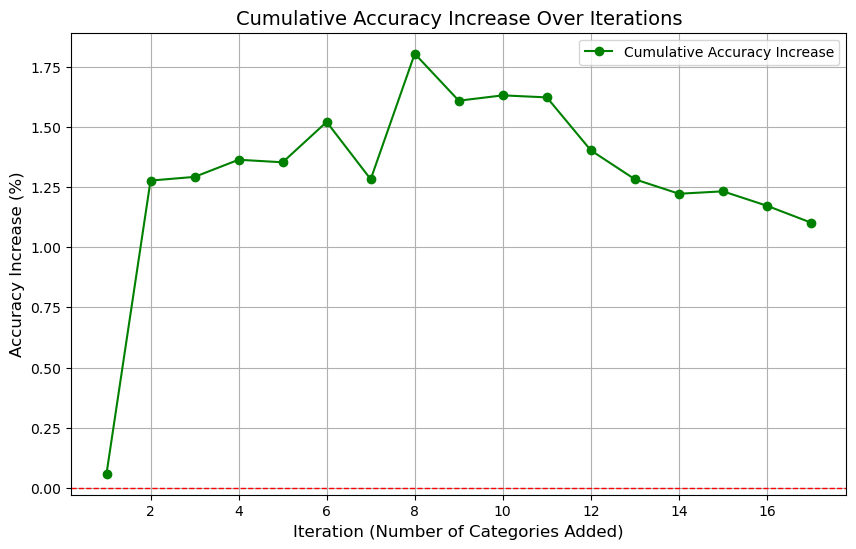 Cumulative Accuracy Increase Over Iterations
Cumulative Accuracy Increase
Accuracy Increase (%)
1.75
1.50
1.25
1.00
0.75
0.50
0.25
0.00
2 4 6 8 10 12 14 16
Iteration (Number of Categories Added)